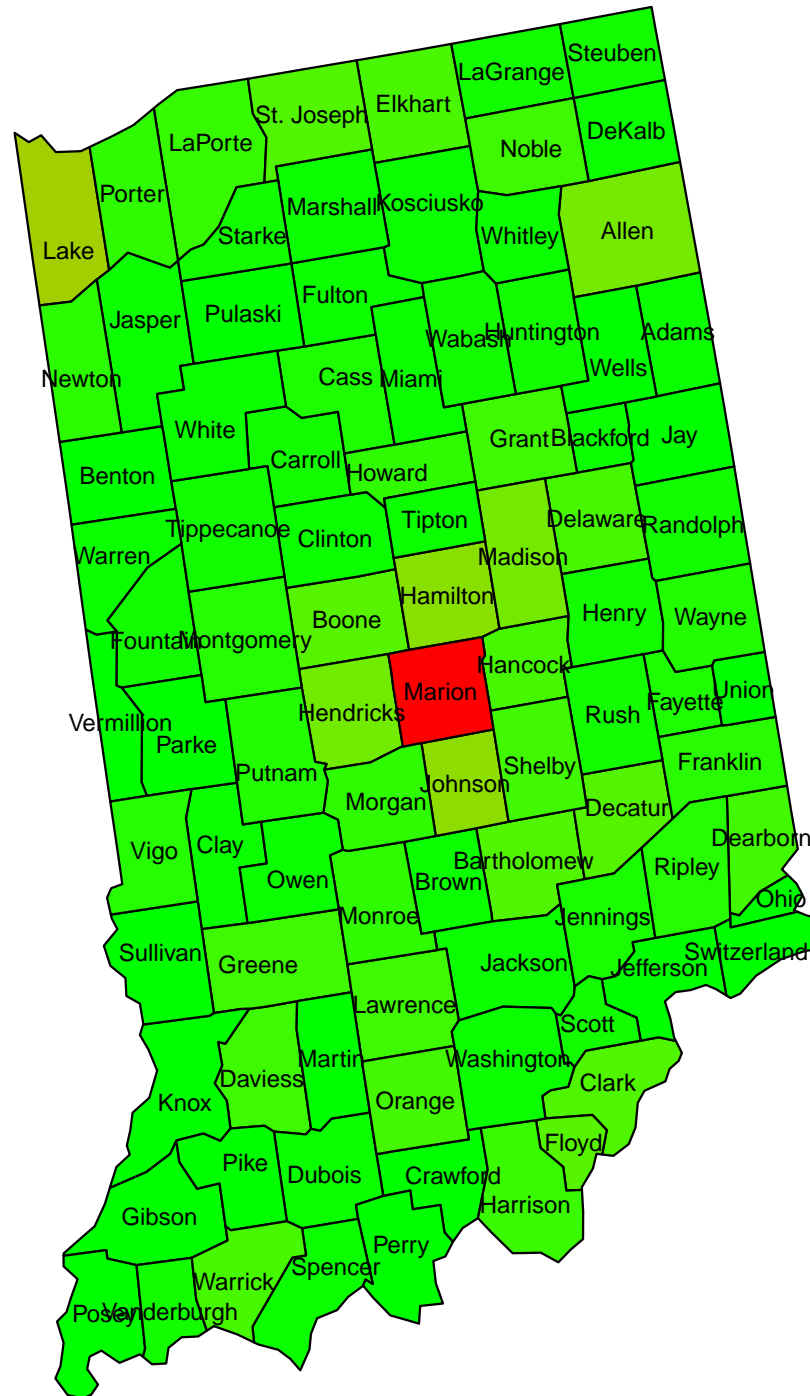 Steuben
LaGrange
Elkhart
St. Joseph
LaPorte
DeKalb
Noble
Porter
Kosciusko
Marshall
Starke
Whitley
Allen
Lake
Fulton
Pulaski
Jasper
Wabash
Huntington
Adams
Wells
Newton
Cass
Miami
White
Grant
Blackford
Jay
Carroll
Howard
Benton
Tipton
Delaware
Randolph
Tippecanoe
Clinton
Madison
Warren
Hamilton
Henry
Wayne
Boone
Fountain
Montgomery
Hancock
Marion
Union
Fayette
Rush
Hendricks
Vermillion
Parke
Putnam
Shelby
Franklin
Johnson
Morgan
Decatur
Dearborn
Clay
Vigo
Bartholomew
Ripley
Owen
Brown
Ohio
Monroe
Jennings
Sullivan
Greene
Jackson
Jefferson
Switzerland
Lawrence
Scott
Martin
Washington
Daviess
Clark
Knox
Orange
Floyd
Pike
Dubois
Crawford
Harrison
Gibson
Perry
Spencer
Warrick
Posey
Vanderburgh